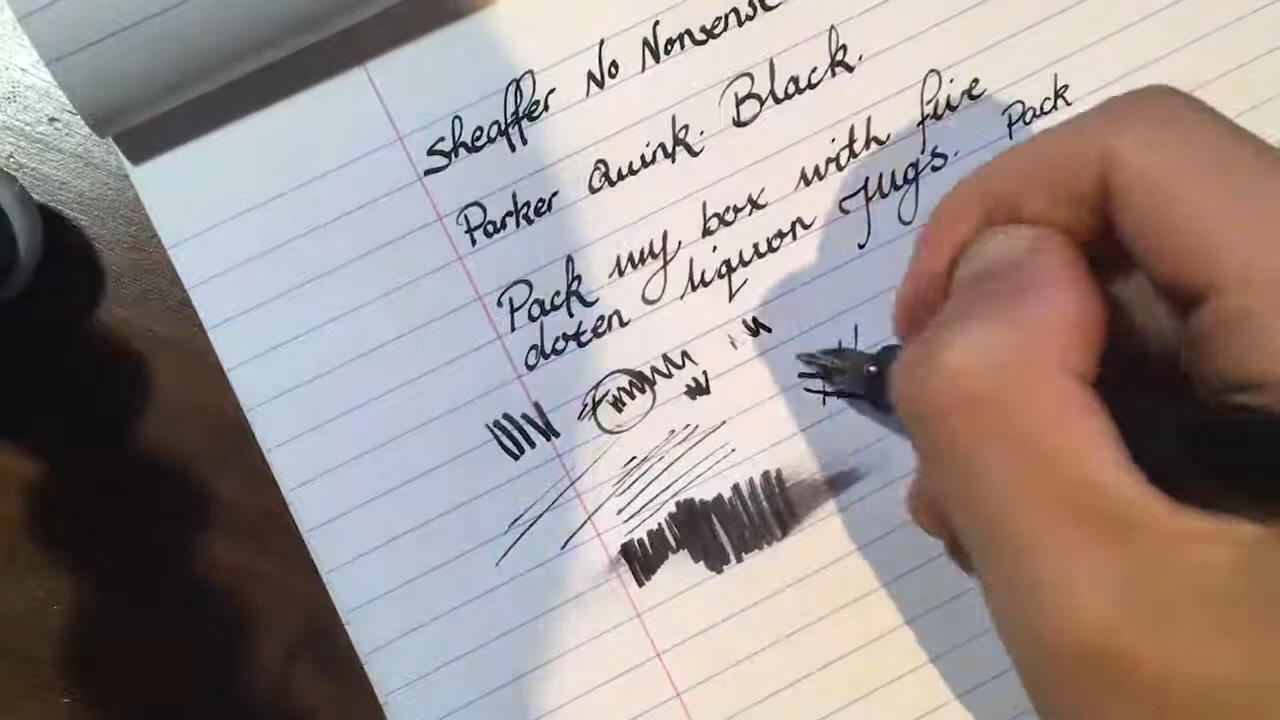 Sheaffer No Nonsense
Parker Quink. Black.
Pack my box with five
dozen liquor jugs. Pack